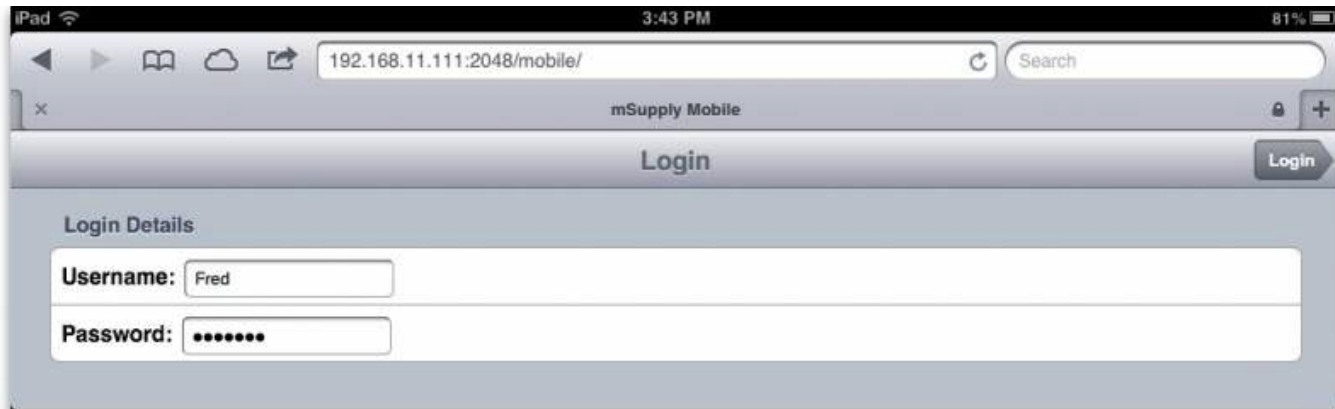 iPad 3:43 PM 81%
192.168.11.111:2048/mobile/ Search
mSupply Mobile
Login Login
Login Details
Username: Fred
Password: •••••••